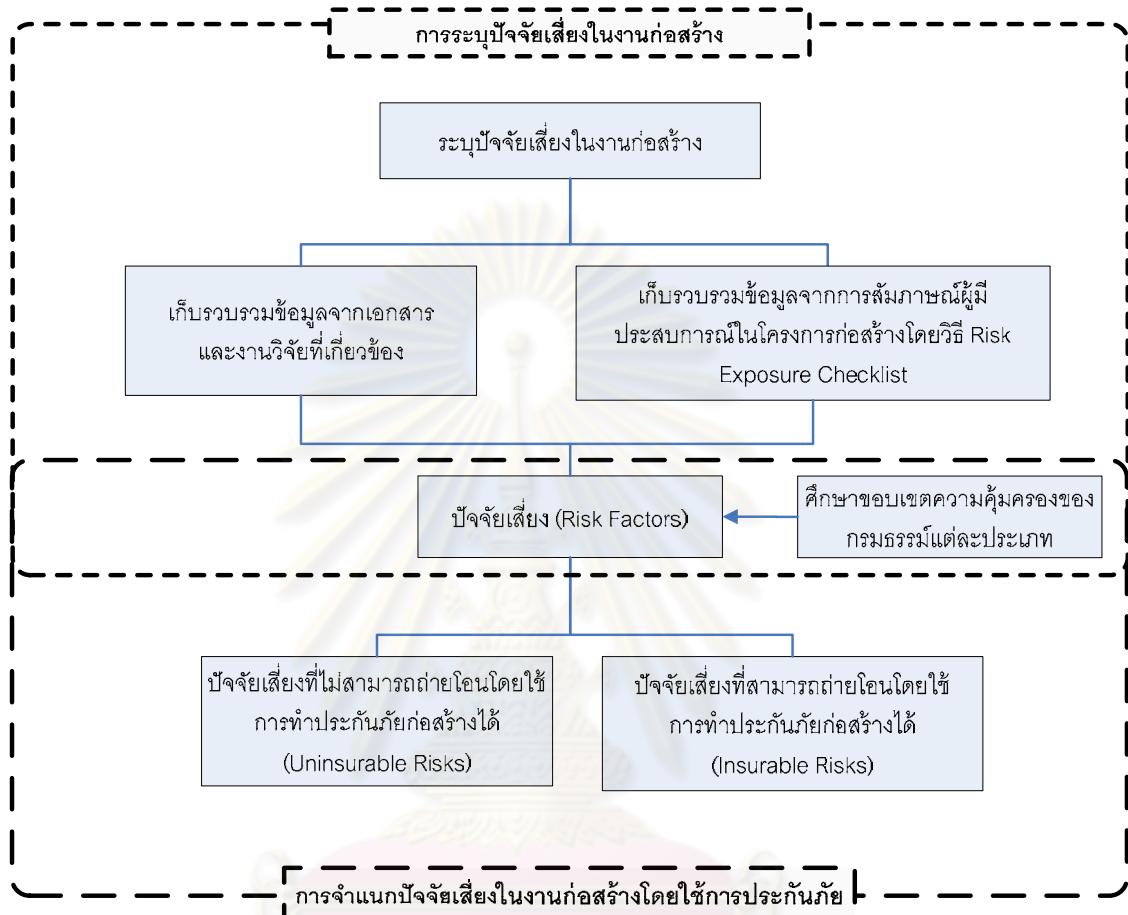 การระบุปัจจัยเสี่ยงในงานก่อสร้าง
ระบุปัจจัยเสี่ยงในงานก่อสร้าง
เก็บรวบรวมข้อมูลจากเอกสาร
และงานวิจัยที่เกี่ยวข้อง
เก็บรวบรวมข้อมูลจากการสัมภาษณ์ผู้มี
ประสบการณ์ในโครงการก่อสร้างโดยวิธี Risk
Exposure Checklist
ปัจจัยเสี่ยง (Risk Factors)
ศึกษาขอบเขตความคุ้มครองของ
กรมธรรม์แต่ละประเภท
ปัจจัยเสี่ยงที่ไม่สามารถถ่ายโอนโดยใช้
การทำประกันภัยก่อสร้างได้
(Uninsurable Risks)
ปัจจัยเสี่ยงที่สามารถถ่ายโอนโดยใช้
การทำประกันภัยก่อสร้างได้
(Insurable Risks)
การจำแนกปัจจัยเสี่ยงในงานก่อสร้างโดยใช้การประกันภัย